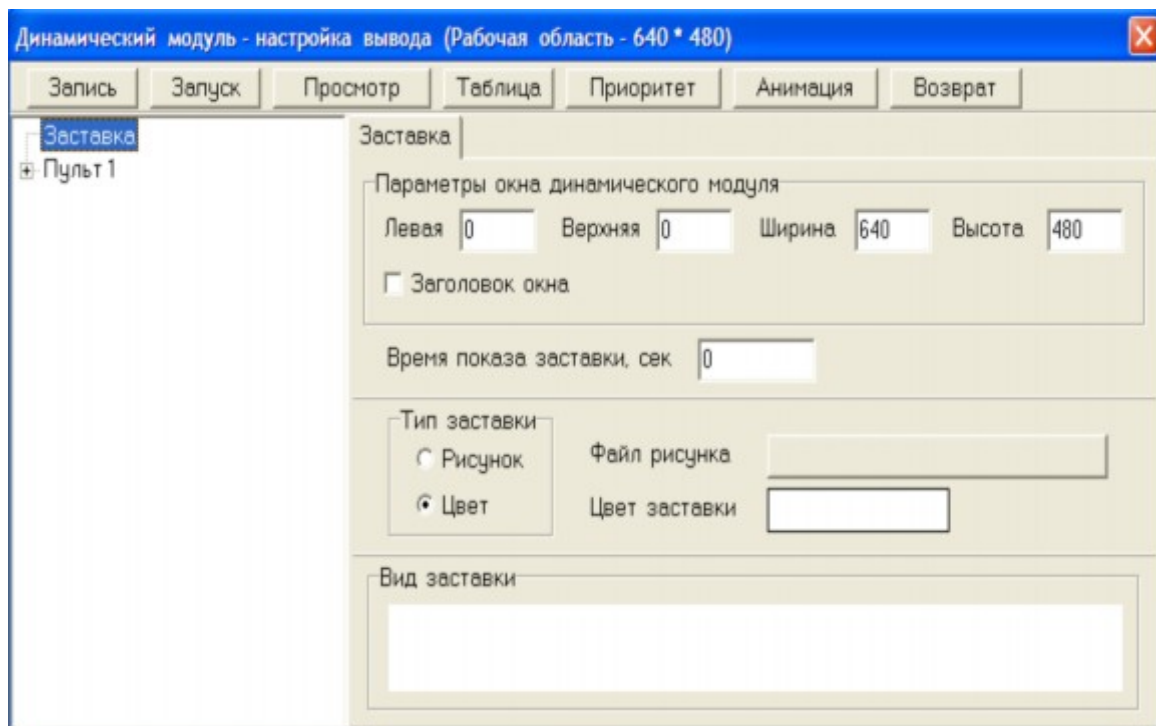 Динамический модуль - настройка вывода (Рабочая область - 640 * 480)
Запись Запуск Просмотр Таблица Приоритет Анимация Возврат
Заставка
Пульт 1
Заставка
Параметры окна динамического модуля
Левая 0 Верхняя 0 Ширина 640 Высота 480
Заголовок окна
Время показа заставки, сек 0
Тип заставки
Рисунок
Цвет
Файл рисунка
Цвет заставки
Вид заставки